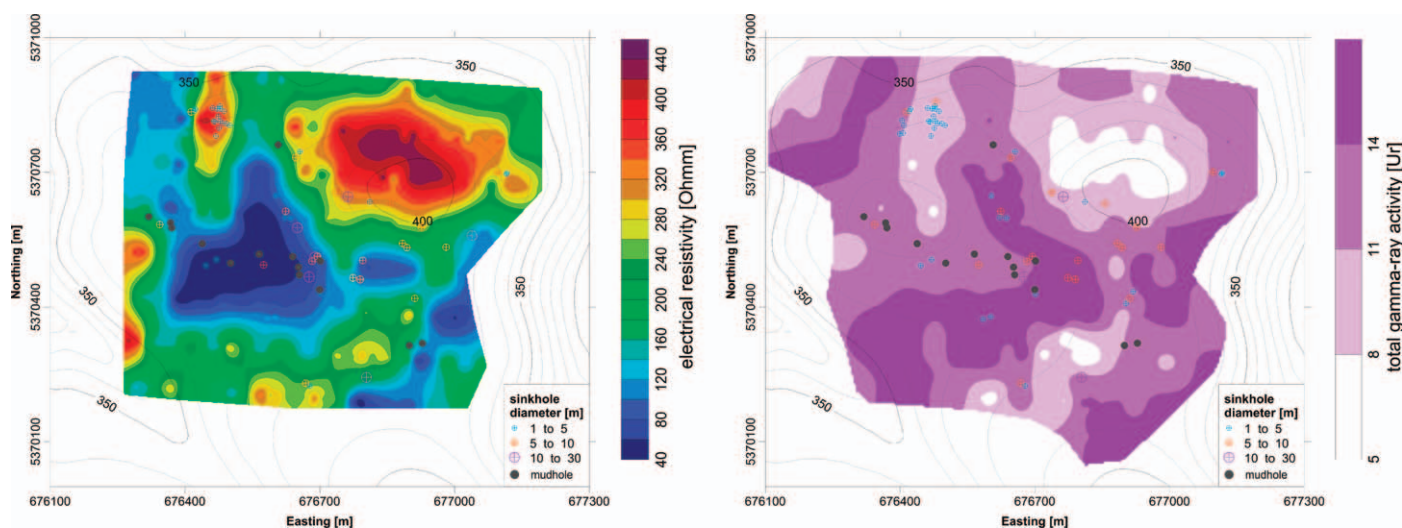 5371000
5370700
5370400
5370100
Northing [m]
350
350
400
350
350
350
sinkhole
diameter [m]
1 to 5
5 to 10
10 to 30
mudhole
676100
676400
676700
677000
677300
Easting [m]
440
400
360
320
280
240
200
160
120
80
40
electrical resistivity [Ohmm]
5371000
5370700
5370400
5370100
Northing [m]
350
350
400
350
350
350
sinkhole
diameter [m]
1 to 5
5 to 10
10 to 30
mudhole
676100
676400
676700
677000
677300
Easting [m]
14
11
8
5
total gamma-ray activity [Ur]